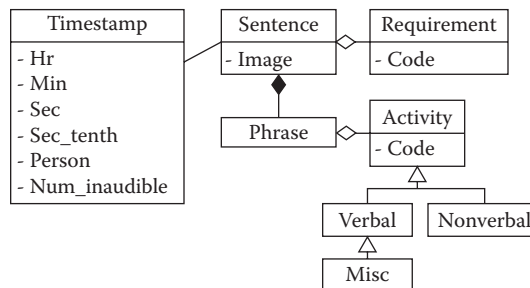 Timestamp
- Hr
- Min
- Sec
- Sec_tenth
- Person
- Num_inaudible
Sentence
- Image
Requirement
- Code
Phrase
Activity
- Code
Verbal
Nonverbal
Misc